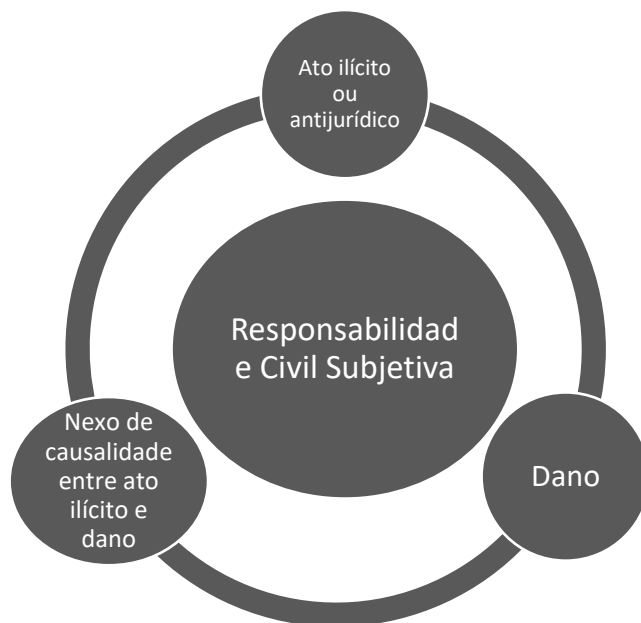 Ato ilícito
ou
antijurídico
Responsabilidad
e Civil Subjetiva
Nexo de
causalidade
entre ato
ilícito e
dano
Dano